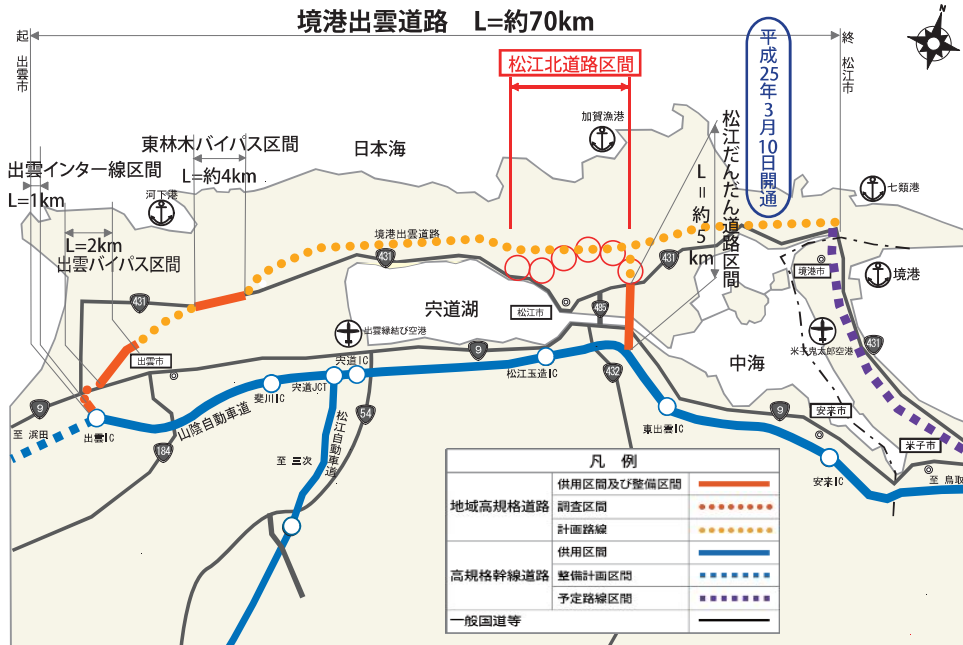 境港出雲道路 L=約70km
起 出雲市
終 松江市
平成25年3月10日開通
松江北道路区間
加賀漁港
N
東林木バイパス区間
L=約4km
日本海
松江だんだん道路区間
L=約5km
七類港
出雲インター線区間
L=1km
河下港
境港出雲道路
L=2km
出雲バイパス区間
431
431
431
境港市
境港
宍道湖
松江市
485
出雲縁結び空港
中海
米子鬼太郎空港
431
出雲市
宍道IC
9
松江玉造IC
432
宍道JCT
斐川IC
山陰自動車道
9
至 浜田
出雲IC
54
松江自動車道
東出雲IC
9
安来市
米子市
184
至 三次
安来IC
至 鳥取
凡 例
地域高規格道路
供用区間及び整備区間
調査区間
計画路線
高規格幹線道路
供用区間
整備計画区間
予定路線区間
一般国道等